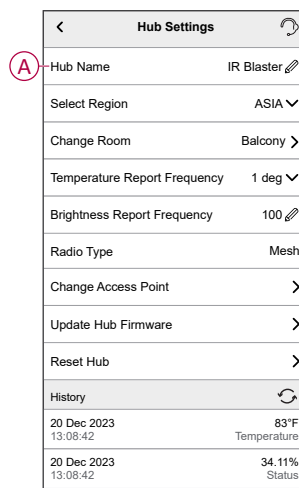 Hub Settings
A Hub Name IR Blaster
Select Region ASIA
Change Room Balcony
Temperature Report Frequency 1 deg
Brightness Report Frequency 100
Radio Type Mesh
Change Access Point
Update Hub Firmware
Reset Hub
History
20 Dec 2023 83°F
13:08:42 Temperature
20 Dec 2023 34.11%
13:08:42 Status